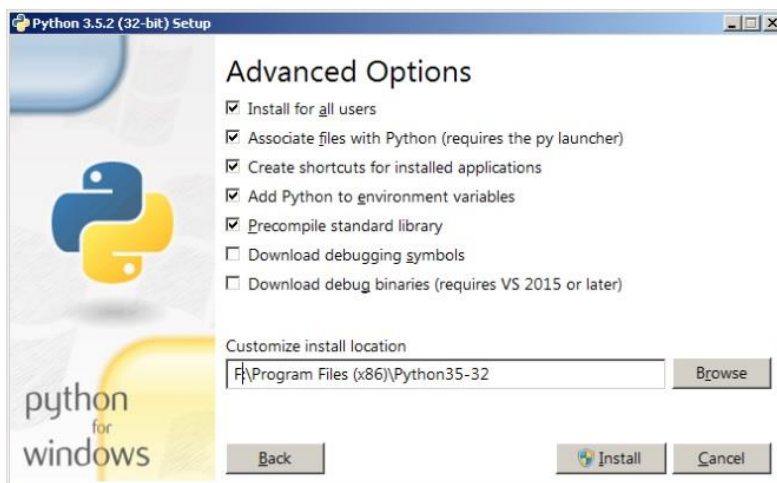 Python 3.5.2 (32-bit) Setup
Advanced Options
Install for all users
Associate files with Python (requires the py launcher)
Create shortcuts for installed applications
Add Python to environment variables
Precompile standard library
Download debugging symbols
Download debug binaries (requires VS 2015 or later)
Customize install location
F:\Program Files (x86)\Python35-32
Browse
python
for
windows
Back
Install
Cancel